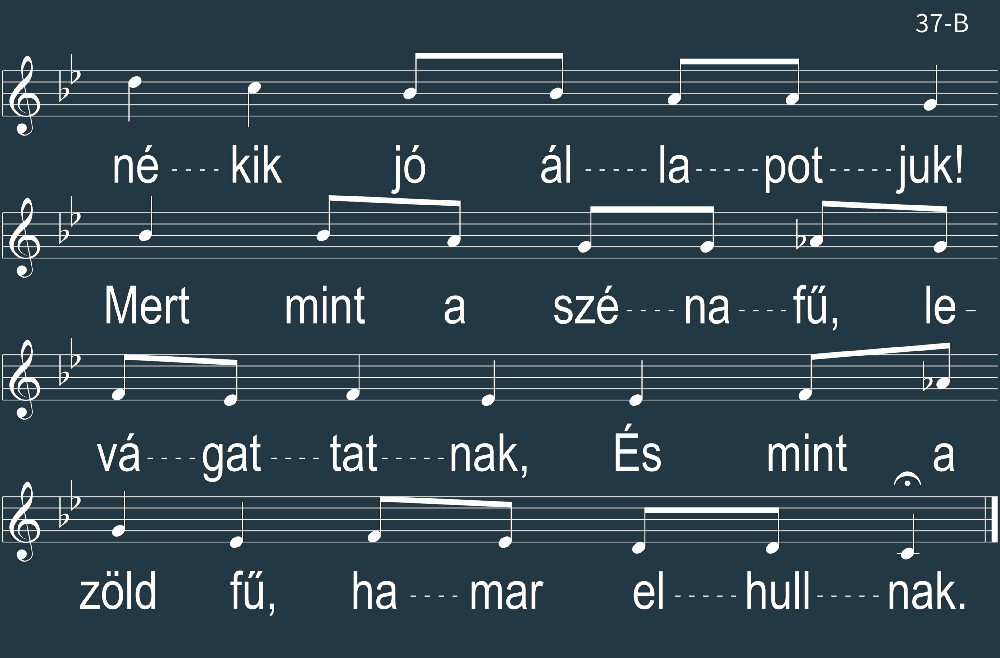 37-B
né----kik jó ál-----la-----pot-----juk!
Mert mint a szé----na----fű, le-
vá----gat----tat-----nak, És mint a
zöld fű, ha----mar el-----hull-----nak.